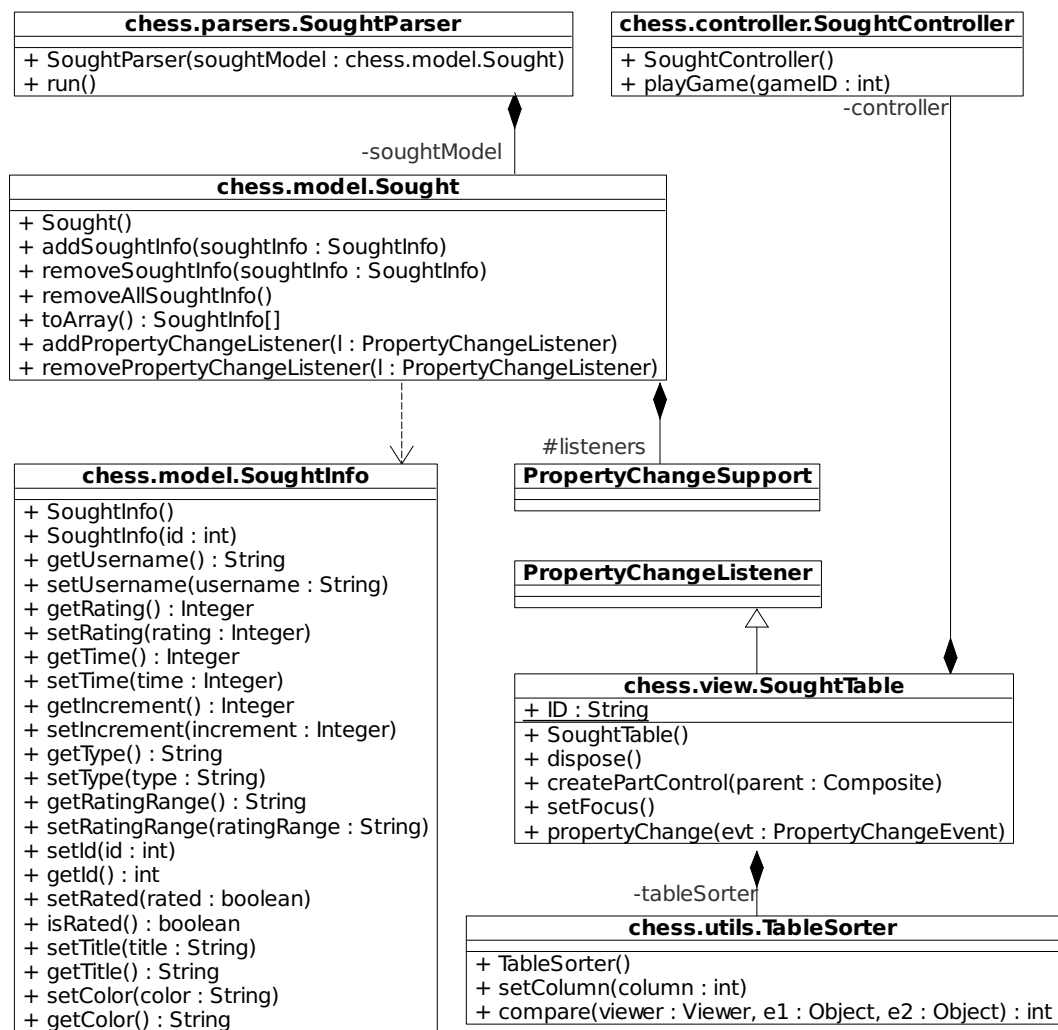 chess.parsers.SoughtParser
+ SoughtParser(soughtModel : chess.model.Sought)
+ run()
chess.controller.SoughtController
+ SoughtController()
+ playGame(gameID : int)
-controller
-soughtModel
chess.model.Sought
+ Sought()
+ addSoughtInfo(soughtInfo : SoughtInfo)
+ removeSoughtInfo(soughtInfo : SoughtInfo)
+ removeAllSoughtInfo()
+ toArray() : SoughtInfo[]
+ addPropertyChangeListener(l : PropertyChangeListener)
+ removePropertyChangeListener(l : PropertyChangeListener)
#listeners
chess.model.SoughtInfo
+ SoughtInfo()
+ SoughtInfo(id : int)
+ getUsername() : String
+ setUsername(username : String)
+ getRating() : Integer
+ setRating(rating : Integer)
+ getTime() : Integer
+ setTime(time : Integer)
+ getIncrement() : Integer
+ setIncrement(increment : Integer)
+ getType() : String
+ setType(type : String)
+ getRatingRange() : String
+ setRatingRange(ratingRange : String)
+ setId(id : int)
+ getId() : int
+ setRated(rated : boolean)
+ isRated() : boolean
+ setTitle(title : String)
+ getTitle() : String
+ setColor(color : String)
+ getColor() : String
PropertyChangeSupport
PropertyChangeListener
chess.view.SoughtTable
+ ID : String
+ SoughtTable()
+ dispose()
+ createPartControl(parent : Composite)
+ setFocus()
+ propertyChange(evt : PropertyChangeEvent)
-tableSorter
chess.utils.TableSorter
+ TableSorter()
+ setColumn(column : int)
+ compare(viewer : Viewer, e1 : Object, e2 : Object) : int